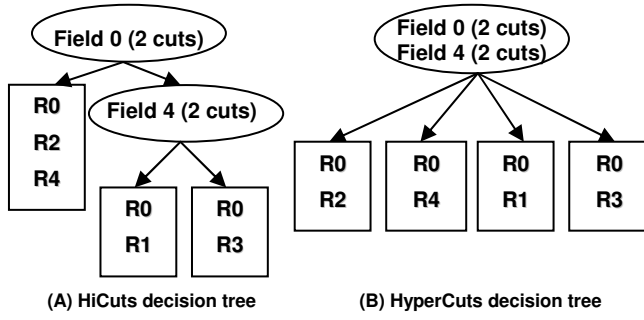 Field 0 (2 cuts)
R0
R2
R4
Field 4 (2 cuts)
R0
R1
R0
R3
(A) HiCuts decision tree
Field 0 (2 cuts)
Field 4 (2 cuts)
R0
R2
R0
R4
R0
R1
R0
R3
(B) HyperCuts decision tree